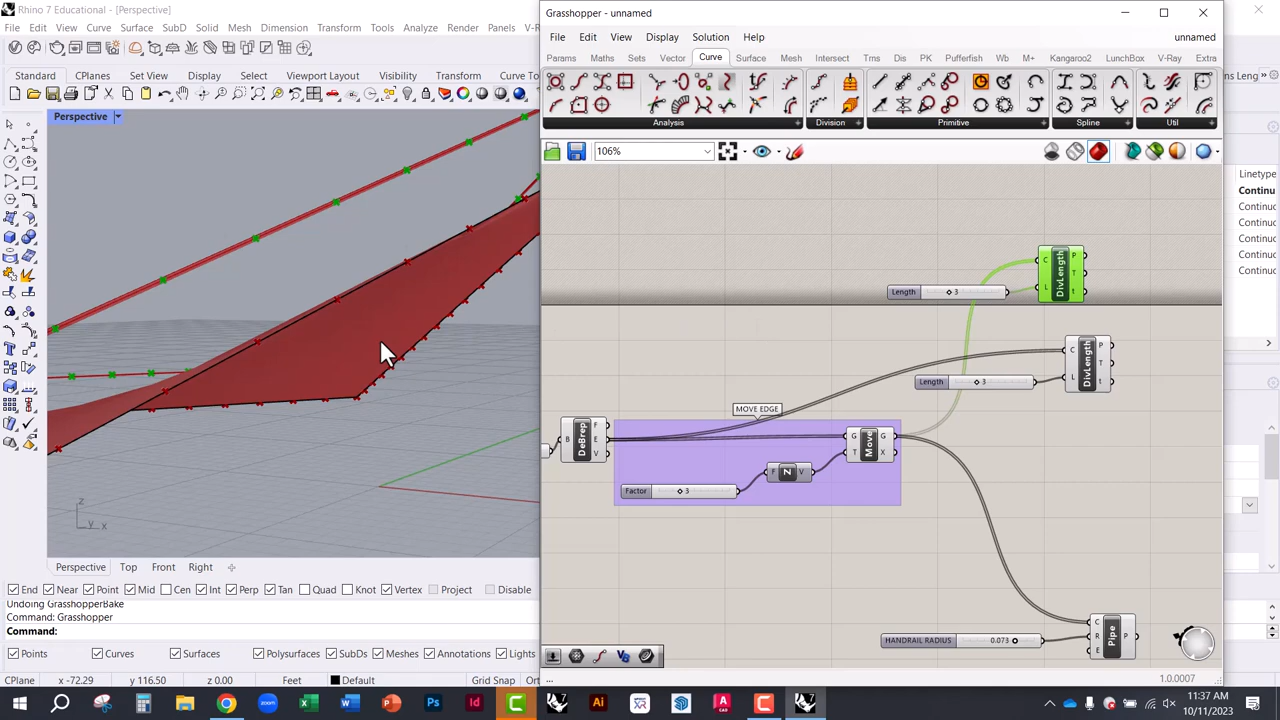 Rhino 7 Educational - [Perspective]
File Edit View Curve Surface SubD Solid Mesh Dimension Transform Tools Analyze Render Panels
Standard CPlanes Set View Display Select Viewport Layout Visibility Transform Curve To
Perspective
z
y x
Perspective Top Front Right
End Near Point Mid Cen Int Perp Tan Quad Knot Vertex Project Disable
Undoing GrasshopperBake
Command: Grasshopper
Command:
Points Curves Surfaces Polysurfaces SubDs Meshes Annotations Lights
CPlane x -72.29 y 116.50 z 0.00 Feet Default Grid Snap
Grasshopper - unnamed
File Edit View Display Solution Help
unnamed
Params Maths Sets Vector Curve Surface Mesh Intersect Trns Dis PK Pufferfish Wb M+ Kangaroo2 LunchBox V-Ray Extra
Analysis Division Primitive Spline Util
106%
Length 3
C L DivLength P T t
Length 3
C L DivLength P T t
MOVE EDGE
B DeBrep F E V
G T Move G X
Factor 3
F Z V
HANDRAIL RADIUS 0.073
C R E Pipe P
...
1.0.0007
Linetype
Continu
Continuc
Continuc
Continuc
Continuc
Continuc
11:37 AM
10/11/2023